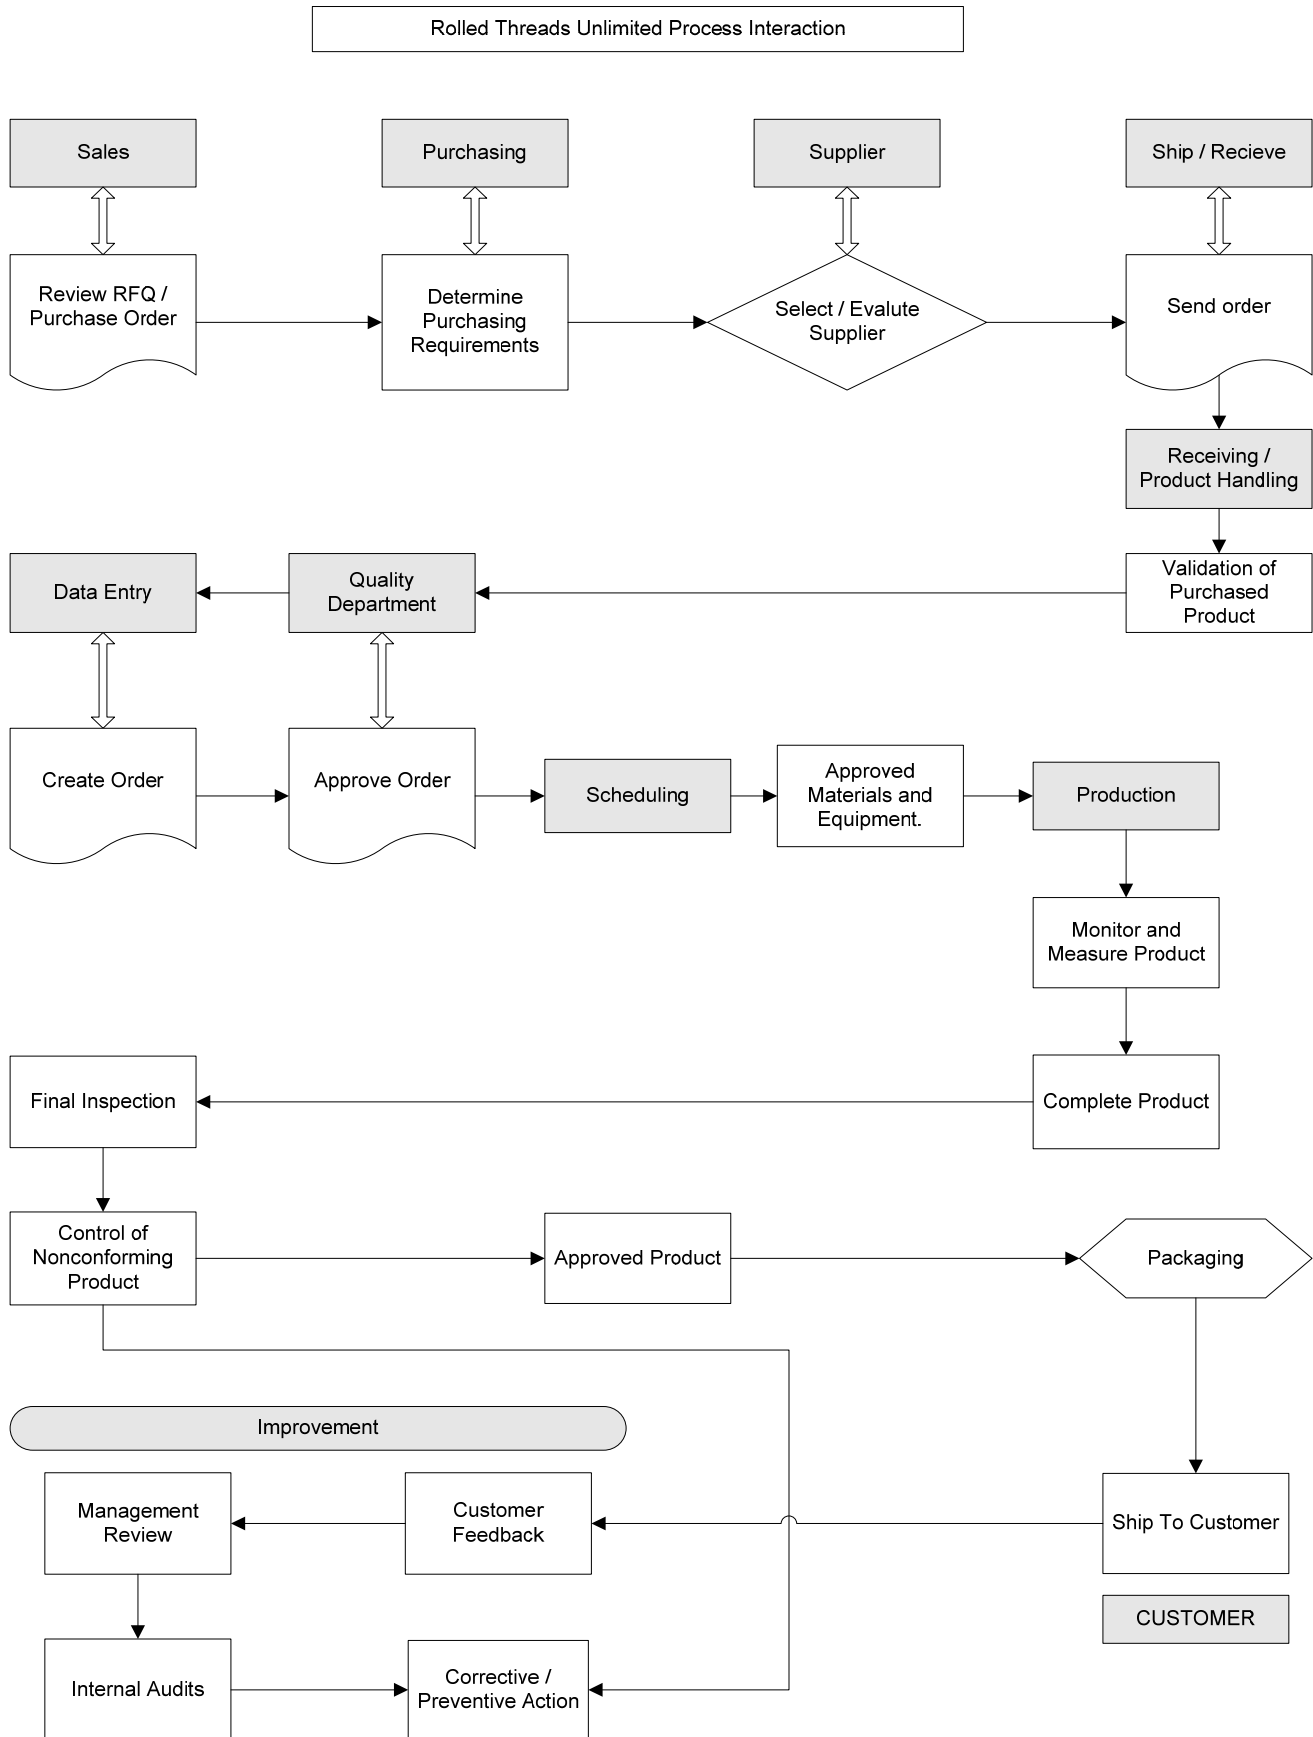 Rolled Threads Unlimited Process Interaction
Sales
Purchasing
Supplier
Ship / Recieve
Review RFQ /
Purchase Order
Determine
Purchasing
Requirements
Select / Evalute
Supplier
Send order
Receiving /
Product Handling
Data Entry
Quality
Department
Validation of
Purchased
Product
Create Order
Approve Order
Scheduling
Approved
Materials and
Equipment.
Production
Monitor and
Measure Product
Final Inspection
Complete Product
Control of
Nonconforming
Product
Approved Product
Packaging
Improvement
Management
Review
Customer
Feedback
Ship To Customer
CUSTOMER
Internal Audits
Corrective /
Preventive Action